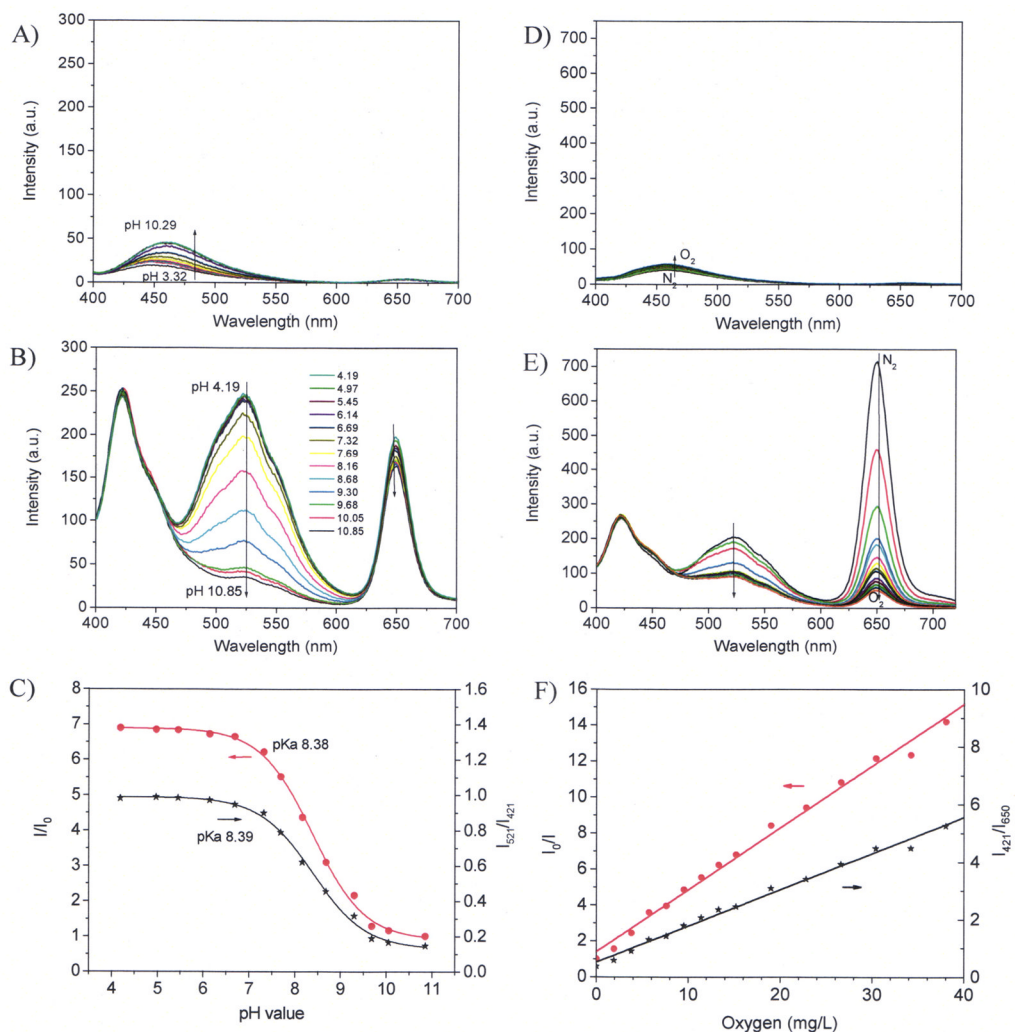 A)
300
250
200
150
100
50
0
Intensity (a.u.)
pH 10.29
pH 3.32
400 450 500 550 600 650 700
Wavelength (nm)
D)
700
600
500
400
300
200
100
0
Intensity (a.u.)
O2
N2
400 450 500 550 600 650 700
Wavelength (nm)
B)
300
250
200
150
100
50
0
Intensity (a.u.)
pH 4.19
4.19
4.97
5.45
6.14
6.69
7.32
7.69
8.16
8.68
9.30
9.68
10.05
10.85
pH 10.85
400 450 500 550 600 650 700
Wavelength (nm)
E)
700
600
500
400
300
200
100
0
Intensity (a.u.)
N2
O2
400 450 500 550 600 650 700
Wavelength (nm)
C)
8
7
6
5
4
3
2
1
0
I/I0
pKa 8.38
pKa 8.39
1.6
1.4
1.2
1.0
0.8
0.6
0.4
0.2
0.0
I521/I421
4 5 6 7 8 9 10 11
pH value
F)
16
14
12
10
8
6
4
2
0
I0/I
10
8
6
4
2
0
I421/I650
0 10 20 30 40
Oxygen (mg/L)